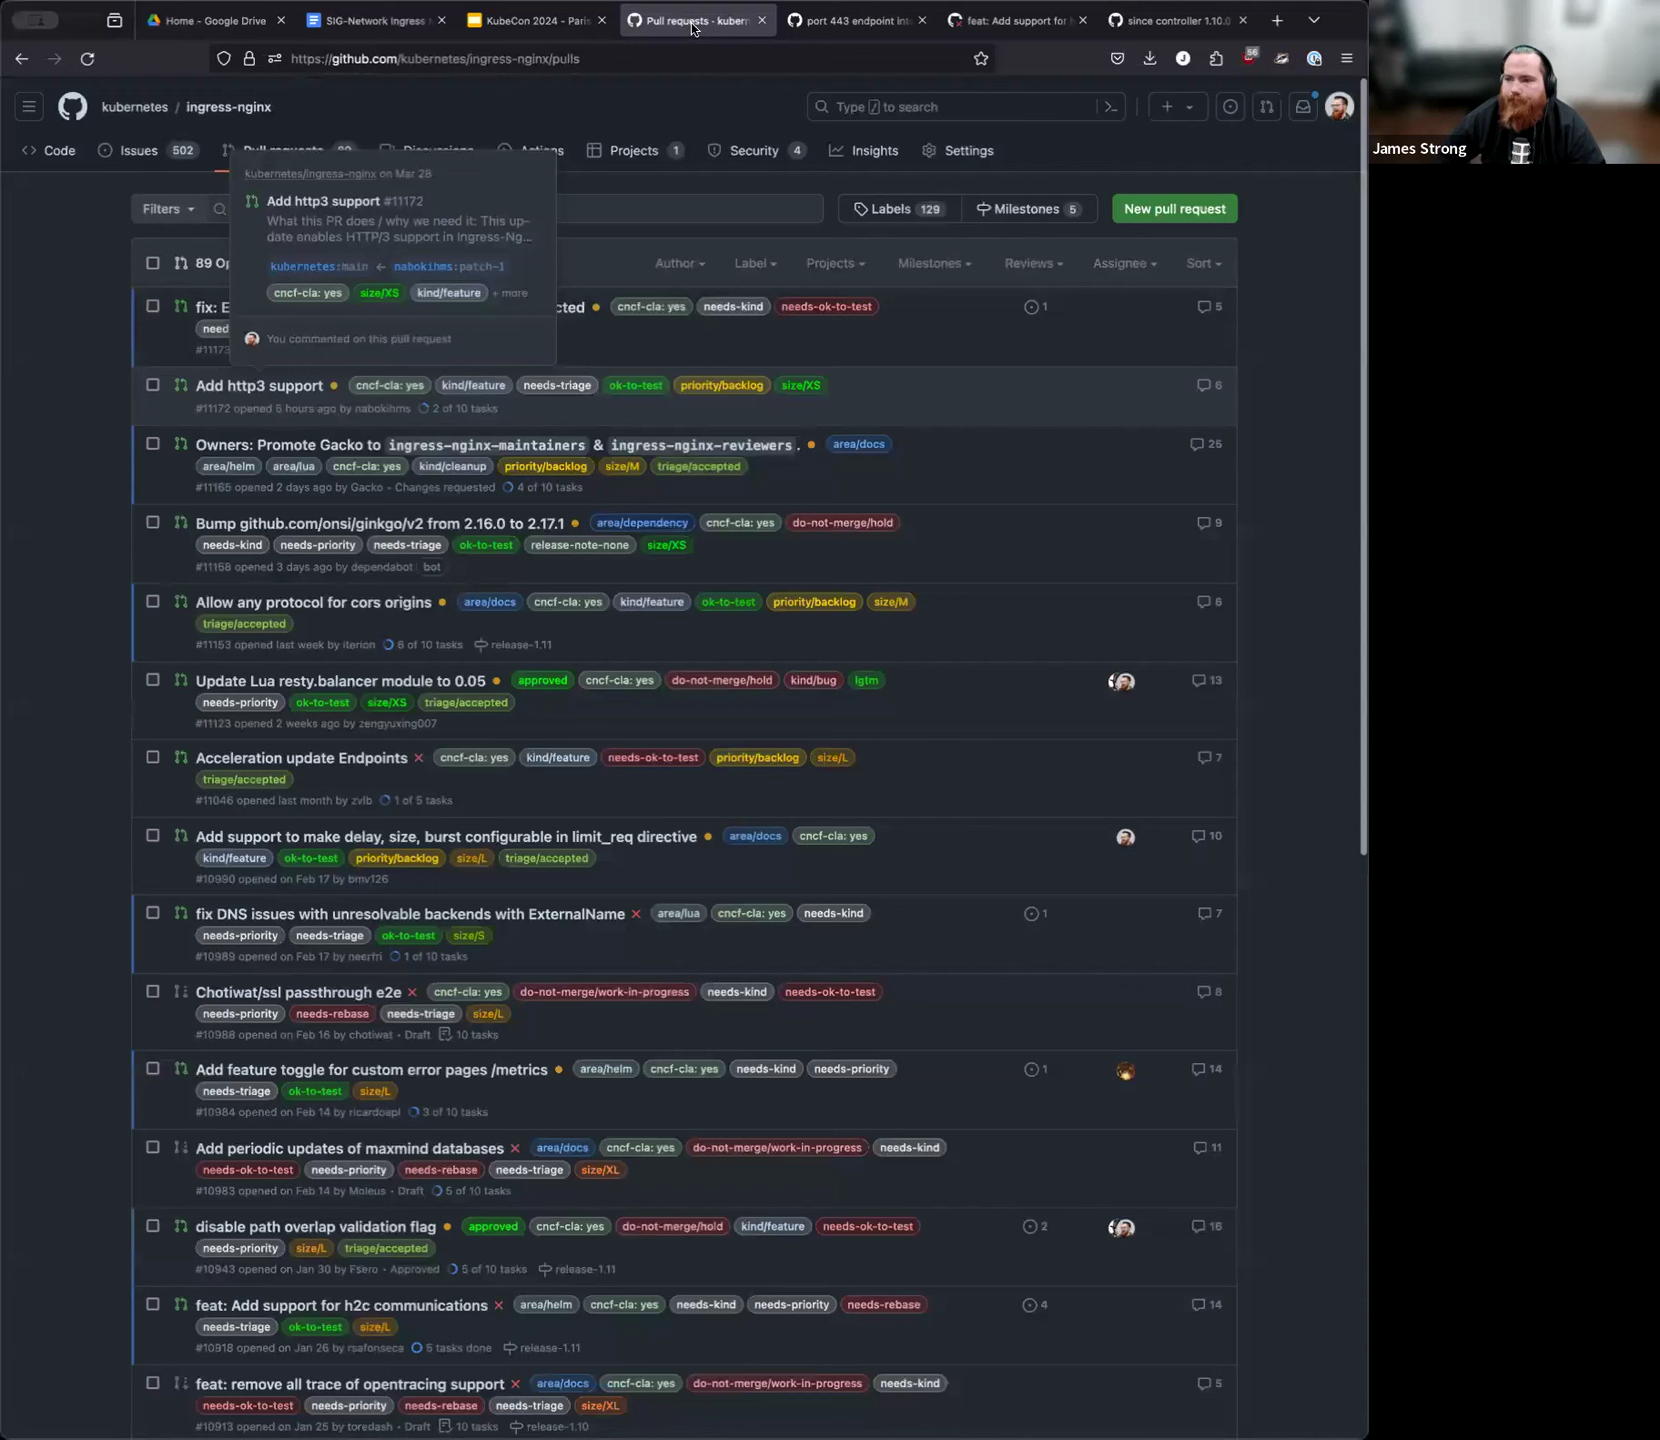 Home - Google Drive
SIG-Network Ingress N
KubeCon 2024 - Paris
Pull requests - kubern
port 443 endpoint int
feat: Add support for h
since controller 1.10.0
https://github.com/kubernetes/ingress-nginx/pulls
56
kubernetes / ingress-nginx
Type / to search
James Strong
Code
Issues 502
Pull requests 89
Discussions
Actions
Projects 1
Security 4
Insights
Settings
kubernetes/ingress-nginx on Mar 28
Add http3 support #11172
What this PR does / why we need it: This up-
date enables HTTP/3 support in Ingress-Ng...
kubernetes:main ← nabokihms:patch-1
cncf-cla: yes size/XS kind/feature + more
You commented on this pull request
Filters
Labels 129
Milestones 5
New pull request
89 Op
Author Label Projects Milestones Reviews Assignee Sort
fix: E cted cncf-cla: yes needs-kind needs-ok-to-test 1 5
need
#11173
Add http3 support cncf-cla: yes kind/feature needs-triage ok-to-test priority/backlog size/XS 6
#11172 opened 5 hours ago by nabokihms 2 of 10 tasks
Owners: Promote Gacko to ingress-nginx-maintainers & ingress-nginx-reviewers. area/docs 25
area/helm area/lua cncf-cla: yes kind/cleanup priority/backlog size/M triage/accepted
#11165 opened 2 days ago by Gacko • Changes requested 4 of 10 tasks
Bump github.com/onsi/ginkgo/v2 from 2.16.0 to 2.17.1 area/dependency cncf-cla: yes do-not-merge/hold 9
needs-kind needs-priority needs-triage ok-to-test release-note-none size/XS
#11158 opened 3 days ago by dependabot bot
Allow any protocol for cors origins area/docs cncf-cla: yes kind/feature ok-to-test priority/backlog size/M 6
triage/accepted
#11153 opened last week by iterion 6 of 10 tasks release-1.11
Update Lua resty.balancer module to 0.05 approved cncf-cla: yes do-not-merge/hold kind/bug lgtm 13
needs-priority ok-to-test size/XS triage/accepted
#11123 opened 2 weeks ago by zengyuxing007
Acceleration update Endpoints cncf-cla: yes kind/feature needs-ok-to-test priority/backlog size/L 7
triage/accepted
#11046 opened last month by zvlb 1 of 5 tasks
Add support to make delay, size, burst configurable in limit_req directive area/docs cncf-cla: yes 10
kind/feature ok-to-test priority/backlog size/L triage/accepted
#10990 opened on Feb 17 by bmv126
fix DNS issues with unresolvable backends with ExternalName area/lua cncf-cla: yes needs-kind 1 7
needs-priority needs-triage ok-to-test size/S
#10989 opened on Feb 17 by neerfri 1 of 10 tasks
Chotiwat/ssl passthrough e2e cncf-cla: yes do-not-merge/work-in-progress needs-kind needs-ok-to-test 8
needs-priority needs-rebase needs-triage size/L
#10988 opened on Feb 16 by chotiwat • Draft 10 tasks
Add feature toggle for custom error pages /metrics area/helm cncf-cla: yes needs-kind needs-priority 1 14
needs-triage ok-to-test size/L
#10984 opened on Feb 14 by ricardoapl 3 of 10 tasks
Add periodic updates of maxmind databases area/docs cncf-cla: yes do-not-merge/work-in-progress needs-kind 11
needs-ok-to-test needs-priority needs-rebase needs-triage size/XL
#10983 opened on Feb 14 by Moleus • Draft 5 of 10 tasks
disable path overlap validation flag approved cncf-cla: yes do-not-merge/hold kind/feature needs-ok-to-test 2 16
needs-priority size/L triage/accepted
#10943 opened on Jan 30 by Fsero • Approved 5 of 10 tasks release-1.11
feat: Add support for h2c communications area/helm cncf-cla: yes needs-kind needs-priority needs-rebase 4 14
needs-triage ok-to-test size/L
#10918 opened on Jan 26 by rsafonseca 5 tasks done release-1.11
feat: remove all trace of opentracing support area/docs cncf-cla: yes do-not-merge/work-in-progress needs-kind 5
needs-ok-to-test needs-priority needs-rebase needs-triage size/XL
#10913 opened on Jan 25 by toredash • Draft 10 tasks release-1.10